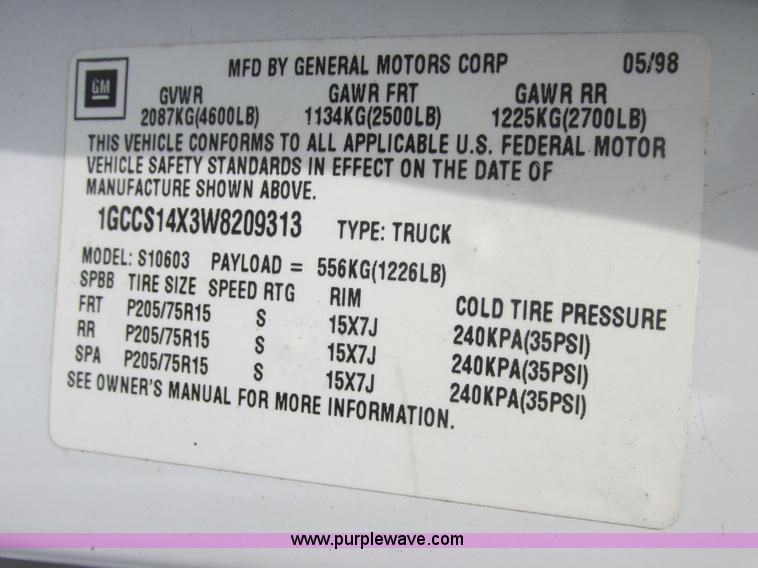 GM MFD BY GENERAL MOTORS CORP 05/98
GVWR GAWR FRT GAWR RR
2087KG(4600LB) 1134KG(2500LB) 1225KG(2700LB)
THIS VEHICLE CONFORMS TO ALL APPLICABLE U.S. FEDERAL MOTOR
VEHICLE SAFETY STANDARDS IN EFFECT ON THE DATE OF
MANUFACTURE SHOWN ABOVE.
1GCCS14X3W8209313 TYPE: TRUCK
MODEL: S10603 PAYLOAD = 556KG(1226LB)
SPBB TIRE SIZE SPEED RTG RIM COLD TIRE PRESSURE
FRT P205/75R15 S 15X7J 240KPA(35PSI)
RR P205/75R15 S 15X7J 240KPA(35PSI)
SPA P205/75R15 S 15X7J 240KPA(35PSI)
SEE OWNER'S MANUAL FOR MORE INFORMATION.
www.purplewave.com